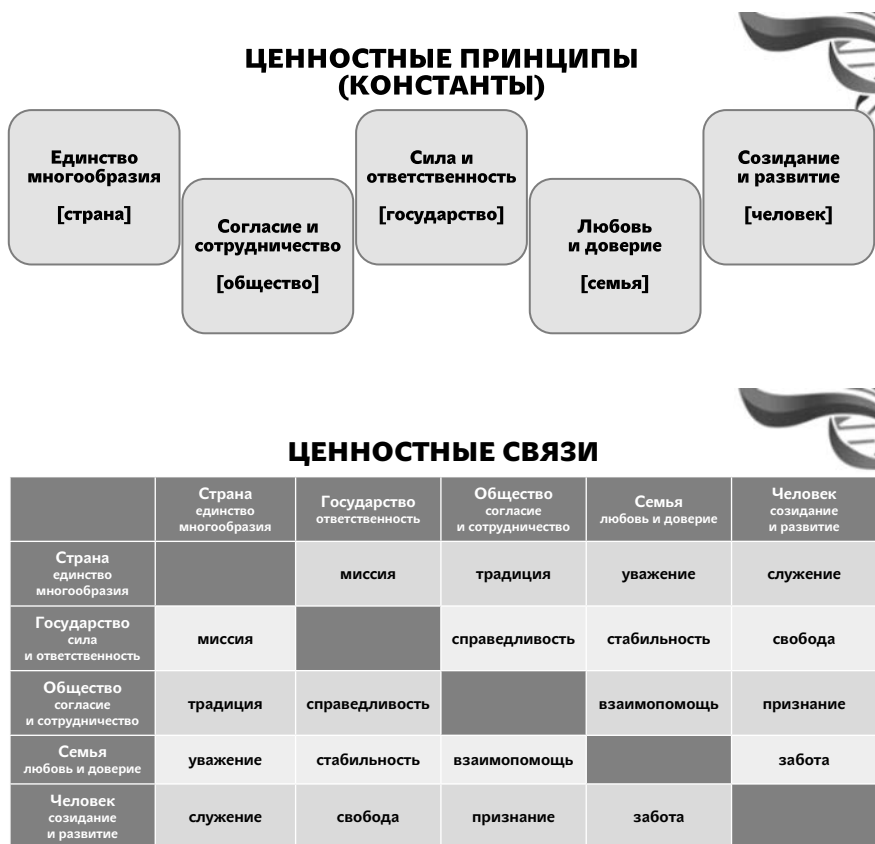 ЦЕННОСТНЫЕ ПРИНЦИПЫ
(КОНСТАНТЫ)
Единство
многообразия
[страна]
Согласие и
сотрудничество
[общество]
Сила и
ответственность
[государство]
Любовь
и доверие
[семья]
Созидание
и развитие
[человек]
ЦЕННОСТНЫЕ СВЯЗИ
Страна
единство
многообразия
Государство
ответственность
Общество
согласие
и сотрудничество
Семья
любовь и доверие
Человек
созидание
и развитие
Страна
единство
многообразия
миссия
традиция
уважение
служение
Государство
сила
и ответственность
миссия
справедливость
стабильность
свобода
Общество
согласие
и сотрудничество
традиция
справедливость
взаимопомощь
признание
Семья
любовь и доверие
уважение
стабильность
взаимопомощь
забота
Человек
созидание
и развитие
служение
свобода
признание
забота